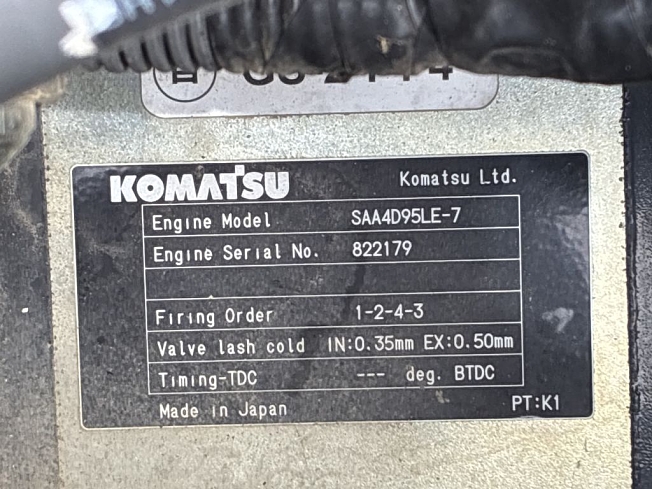 KOMATSU Komatsu Ltd.
Engine Model SAA4D95LE-7
Engine Serial No. 822179
Firing Order 1-2-4-3
Valve lash cold IN:0.35mm EX:0.50mm
Timing-TDC --- deg. BTDC
Made in Japan PT:K1